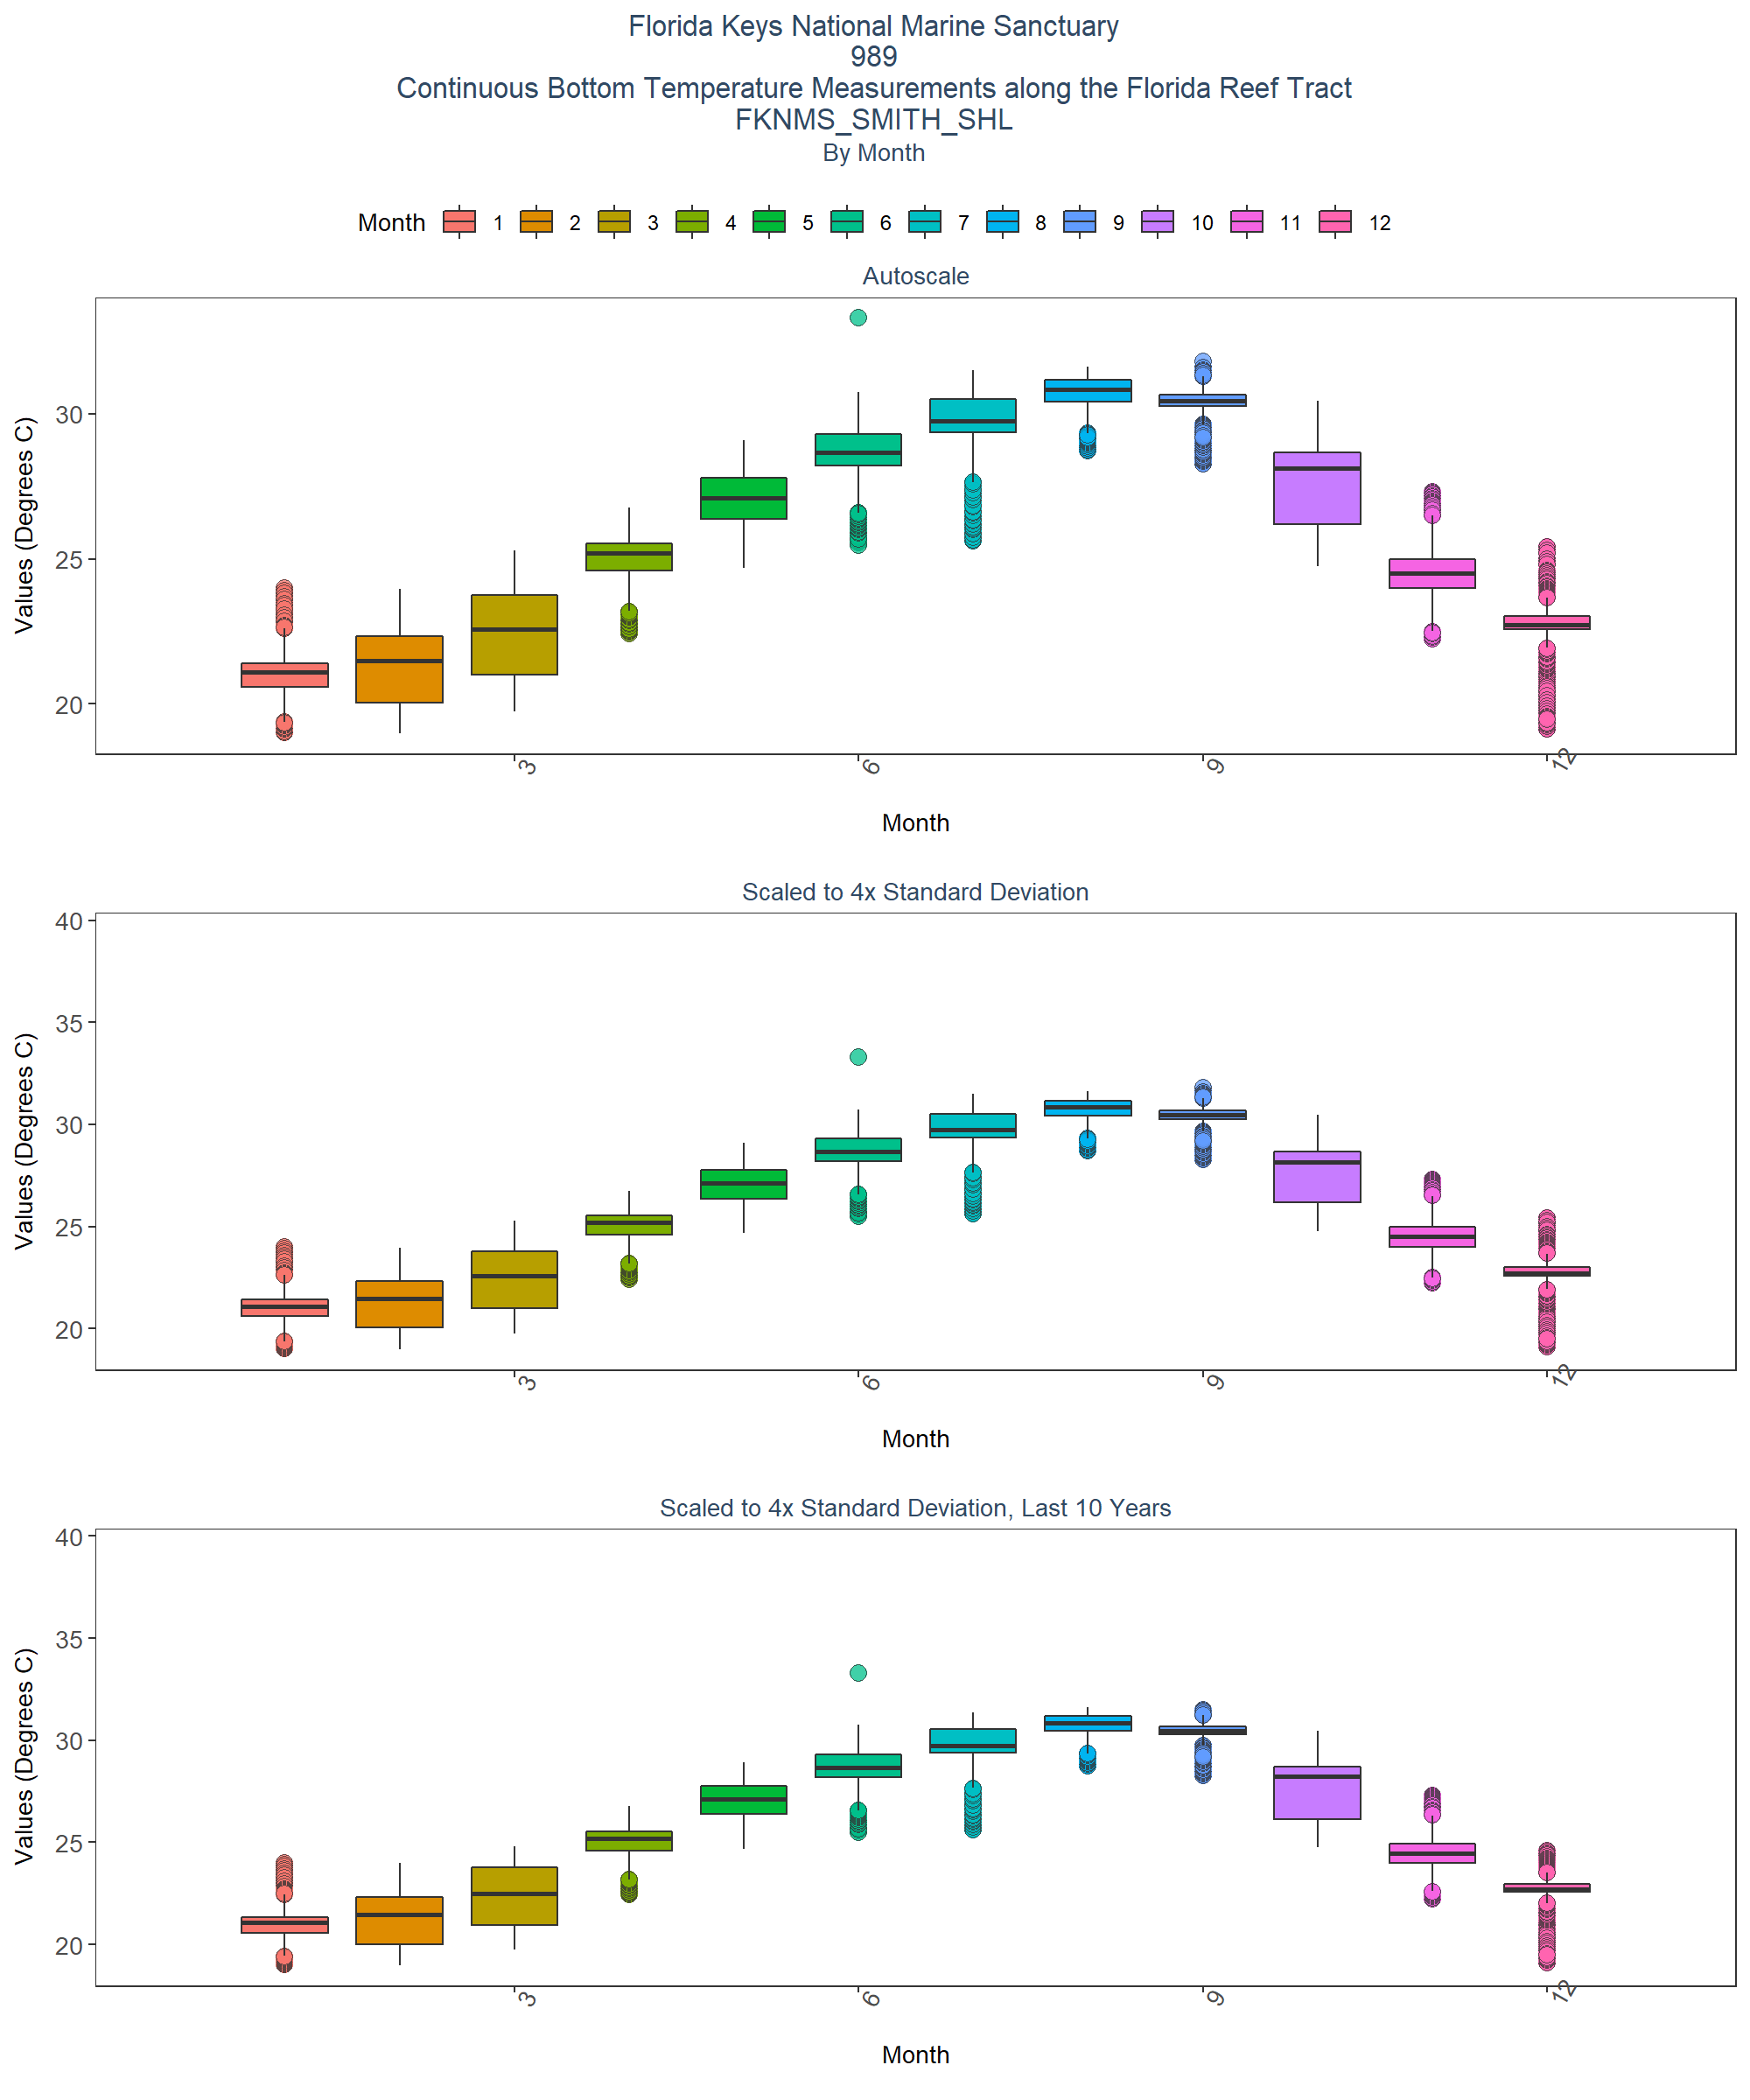 Florida Keys National Marine Sanctuary
989
Continuous Bottom Temperature Measurements along the Florida Reef Tract
FKNMS_SMITH_SHL
By Month
Month 1 2 3 4 5 6 7 8 9 10 11 12
Autoscale
Values (Degrees C)
30
25
20
3 6 9 12
Month
Scaled to 4x Standard Deviation
Values (Degrees C)
40
35
30
25
20
3 6 9 12
Month
Scaled to 4x Standard Deviation, Last 10 Years
Values (Degrees C)
40
35
30
25
20
3 6 9 12
Month